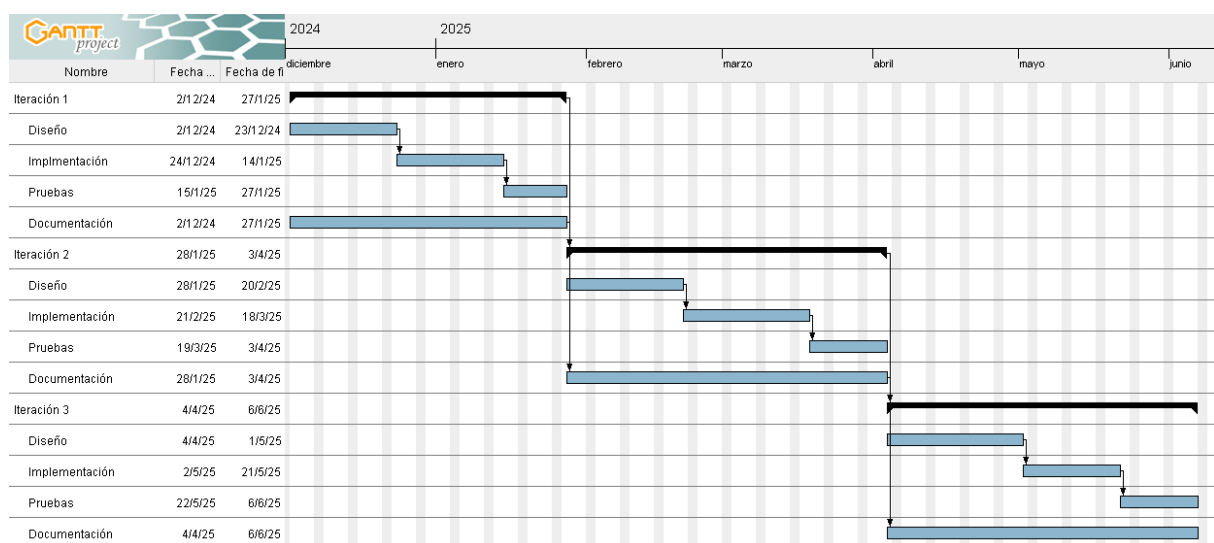 GANTT project
2024 2025
Nombre Fecha ... Fecha de fi diciembre enero febrero marzo abril mayo junio
Iteración 1 2/12/24 27/1/25
Diseño 2/12/24 23/12/24
Implmentación 24/12/24 14/1/25
Pruebas 15/1/25 27/1/25
Documentación 2/12/24 27/1/25
Iteración 2 28/1/25 3/4/25
Diseño 28/1/25 20/2/25
Implementación 21/2/25 18/3/25
Pruebas 19/3/25 3/4/25
Documentación 28/1/25 3/4/25
Iteración 3 4/4/25 6/6/25
Diseño 4/4/25 1/5/25
Implementación 2/5/25 21/5/25
Pruebas 22/5/25 6/6/25
Documentación 4/4/25 6/6/25